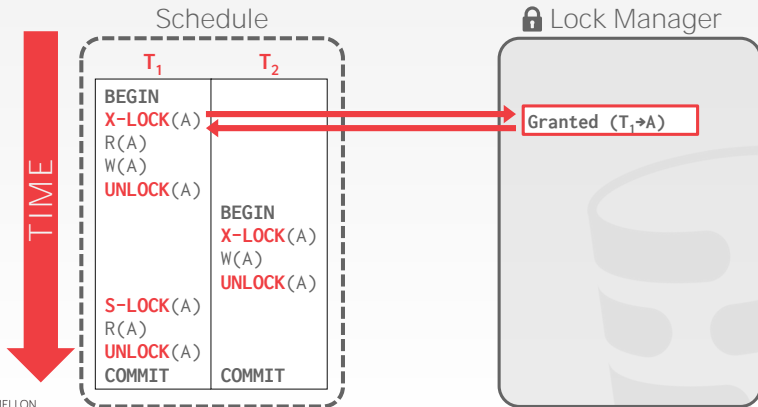 Schedule
Lock Manager
TIME
T1 T2
BEGIN
X-LOCK(A)
R(A)
W(A)
UNLOCK(A)
BEGIN
X-LOCK(A)
W(A)
UNLOCK(A)
S-LOCK(A)
R(A)
UNLOCK(A)
COMMIT COMMIT
Granted (T1→A)